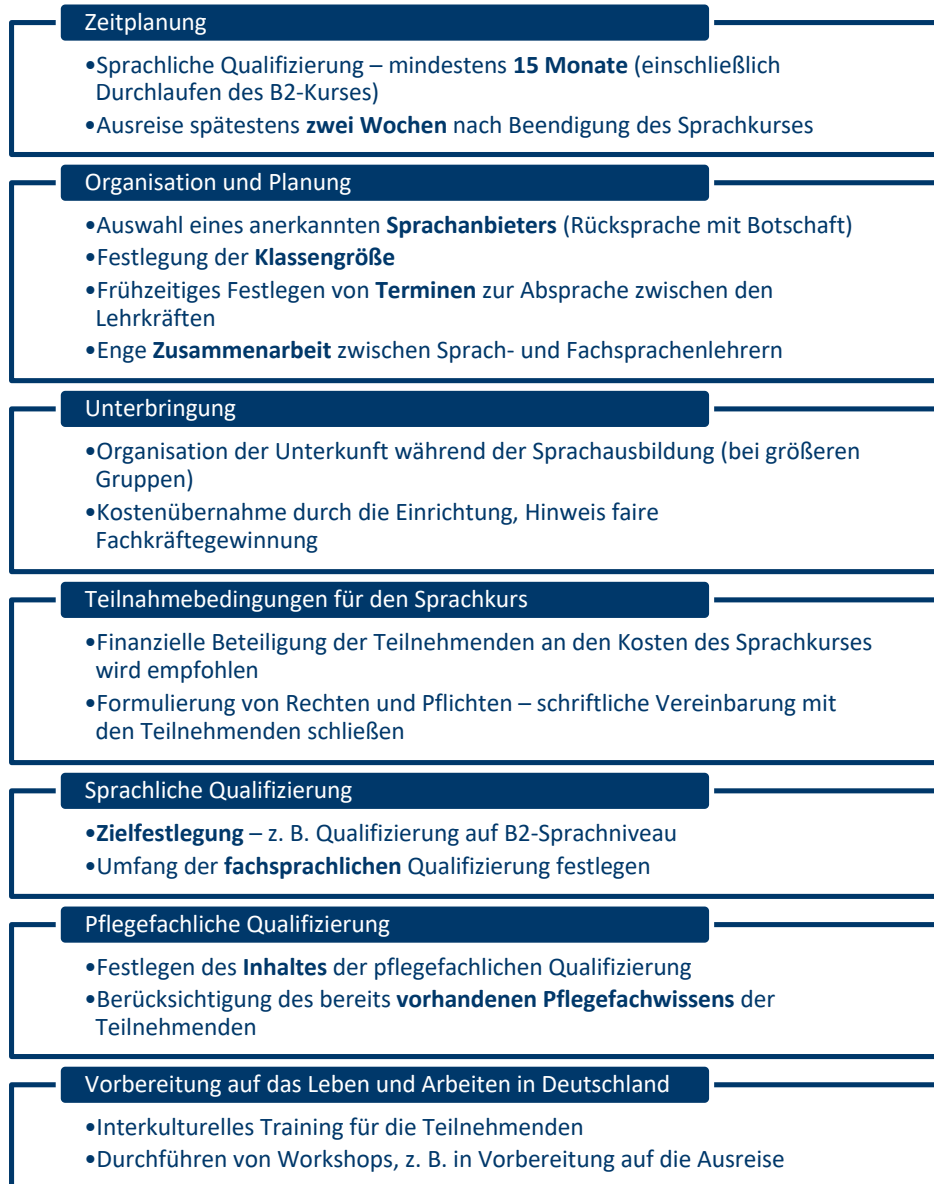 Zeitplanung
•Sprachliche Qualifizierung – mindestens 15 Monate (einschließlich
Durchlaufen des B2-Kurses)
•Ausreise spätestens zwei Wochen nach Beendigung des Sprachkurses
Organisation und Planung
•Auswahl eines anerkannten Sprachanbieters (Rücksprache mit Botschaft)
•Festlegung der Klassengröße
•Frühzeitiges Festlegen von Terminen zur Absprache zwischen den
Lehrkräften
•Enge Zusammenarbeit zwischen Sprach- und Fachsprachenlehrern
Unterbringung
•Organisation der Unterkunft während der Sprachausbildung (bei größeren
Gruppen)
•Kostenübernahme durch die Einrichtung, Hinweis faire
Fachkräftegewinnung
Teilnahmebedingungen für den Sprachkurs
•Finanzielle Beteiligung der Teilnehmenden an den Kosten des Sprachkurses
wird empfohlen
•Formulierung von Rechten und Pflichten – schriftliche Vereinbarung mit
den Teilnehmenden schließen
Sprachliche Qualifizierung
•Zielfestlegung – z. B. Qualifizierung auf B2-Sprachniveau
•Umfang der fachsprachlichen Qualifizierung festlegen
Pflegefachliche Qualifizierung
•Festlegen des Inhaltes der pflegefachlichen Qualifizierung
•Berücksichtigung des bereits vorhandenen Pflegefachwissens der
Teilnehmenden
Vorbereitung auf das Leben und Arbeiten in Deutschland
•Interkulturelles Training für die Teilnehmenden
•Durchführen von Workshops, z. B. in Vorbereitung auf die Ausreise